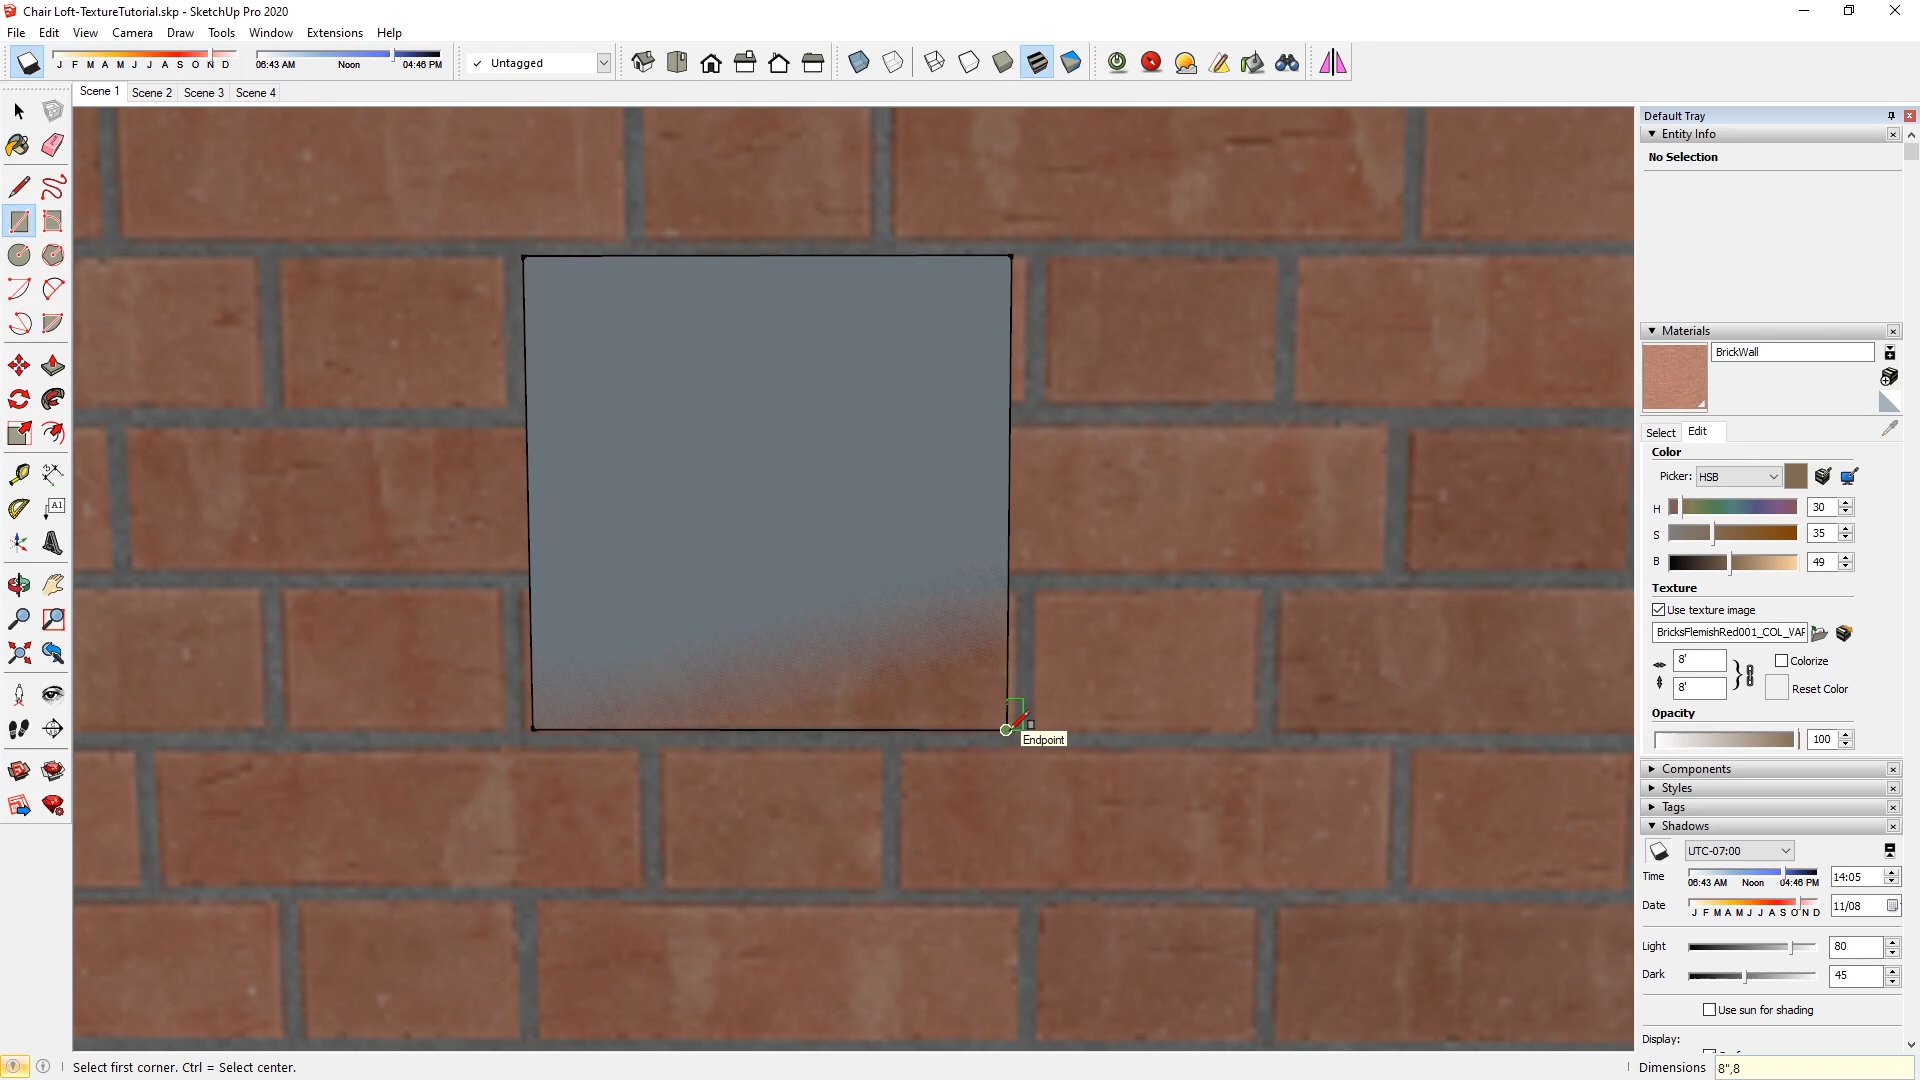 Chair Loft-TextureTutorial.skp - SketchUp Pro 2020
File Edit View Camera Draw Tools Window Extensions Help
J F M A M J J A S O N D
06:43 AM Noon 04:46 PM
Untagged
Scene 1 Scene 2 Scene 3 Scene 4
Default Tray
Entity Info
No Selection
Materials
BrickWall
Select Edit
Color
Picker: HSB
H 30
S 35
B 49
Texture
Use texture image
BricksFlemishRed001_COL_VAR
8'
Colorize
8'
Reset Color
Opacity
100
A1
Endpoint
Components
Styles
Tags
Shadows
UTC-07:00
Time 06:43 AM Noon 04:46 PM 14:05
Date J F M A M J J A S O N D 11/08
Light 80
Dark 45
Use sun for shading
Display:
Select first corner. Ctrl = Select center.
Dimensions 8",8